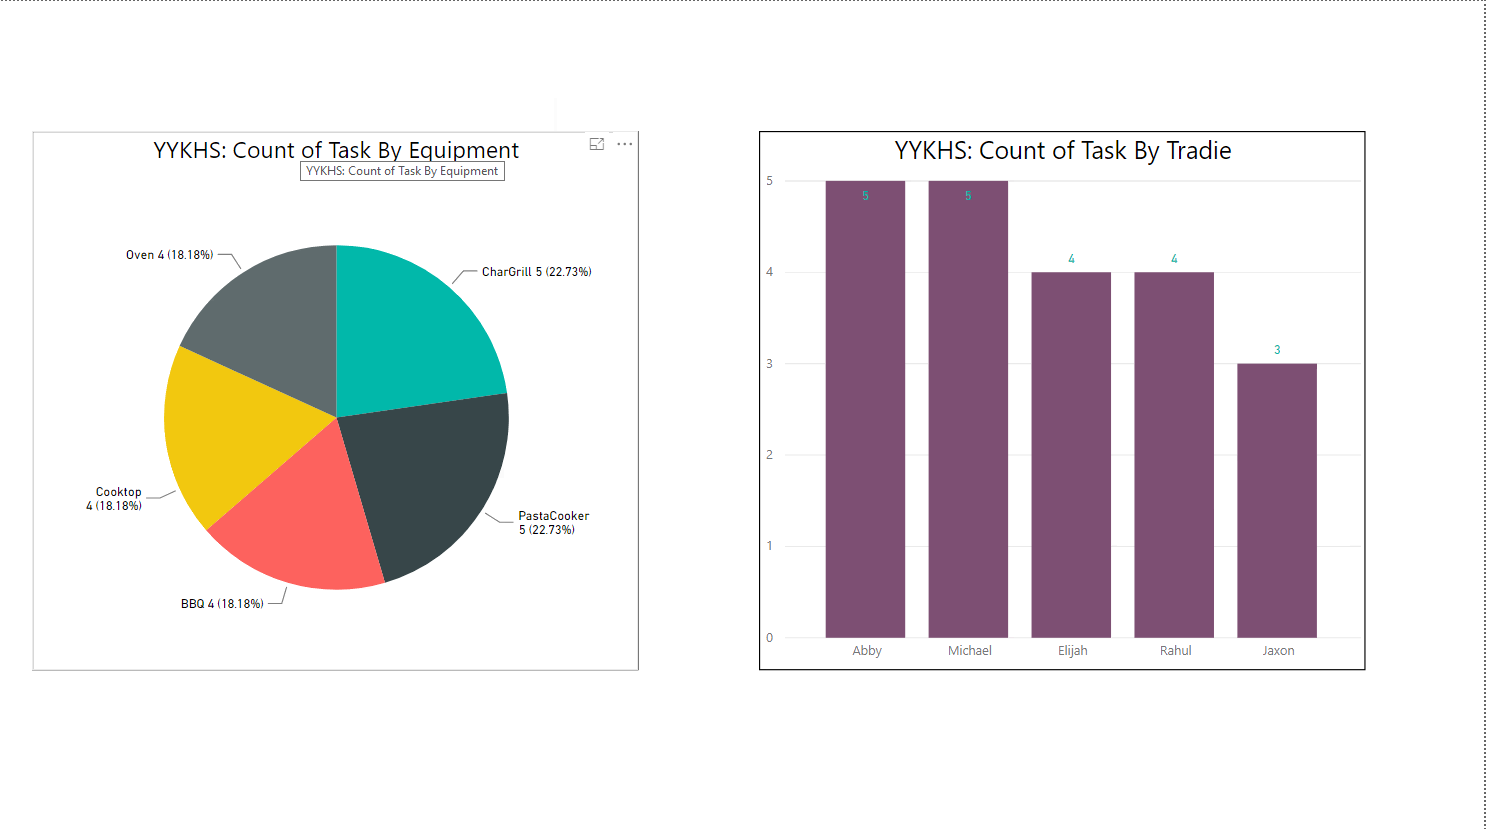 YYKHS: Count of Task By Equipment
YYKHS: Count of Task By Equipment
Oven 4 (18.18%)
CharGrill 5 (22.73%)
Cooktop
4 (18.18%)
PastaCooker
5 (22.73%)
BBQ 4 (18.18%)
YYKHS: Count of Task By Tradie
5
5
5
4
4
4
3
3
2
1
0
Abby
Michael
Elijah
Rahul
Jaxon